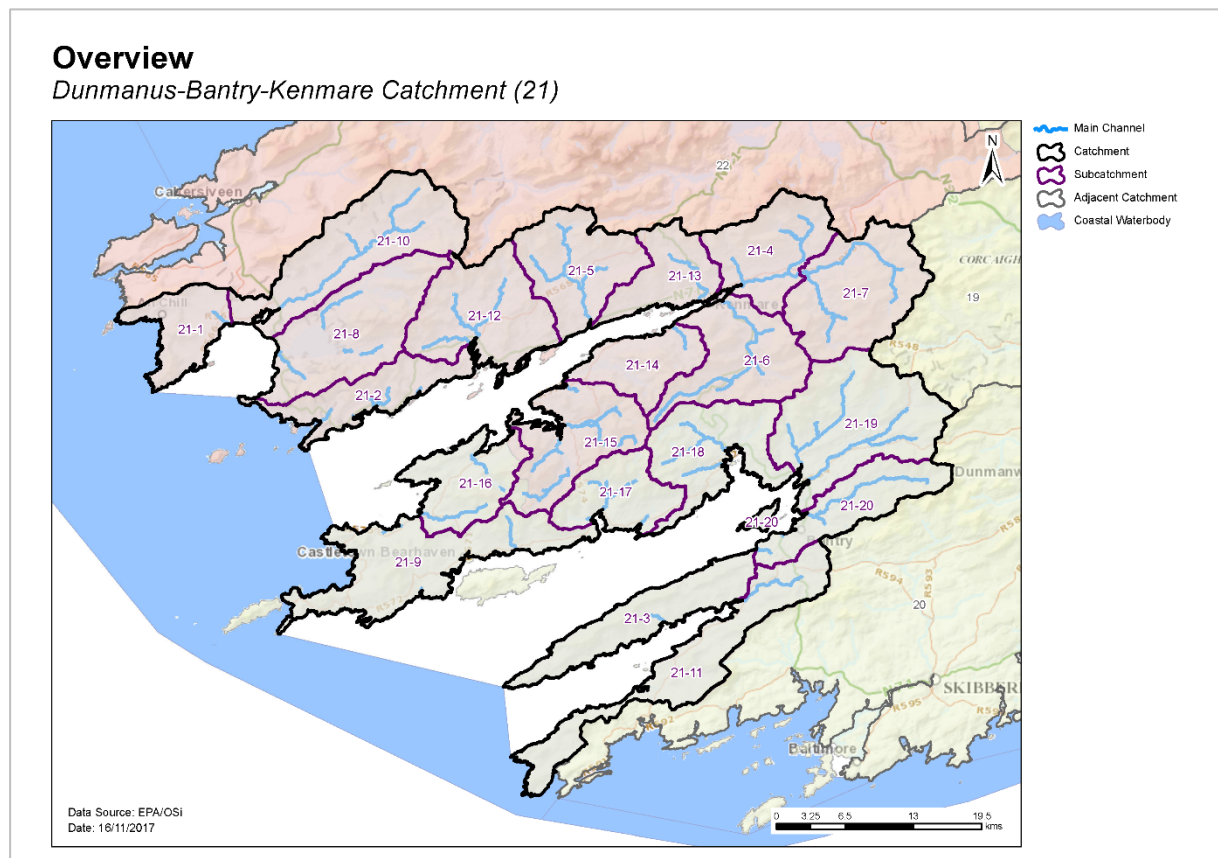 Overview
Dunmanus-Bantry-Kenmare Catchment (21)
Main Channel
Catchment
Subcatchment
Adjacent Catchment
Coastal Waterbody
N
22
21-10
21-4
21-5
21-13
21-7
19
21-1
21-8
21-12
Kenmare
R568
21-6
21-14
21-2
21-19
21-15
21-18
Dunmanw
21-16
21-17
21-20
21-20
Castletown Bearhaven
21-9
R572
Bantry
R594
R593
20
21-3
21-11
SKIBBER
R595
Baltimore
Data Source: EPA/OSi
Date: 16/11/2017
0 3.25 6.5 13 19.5
kms